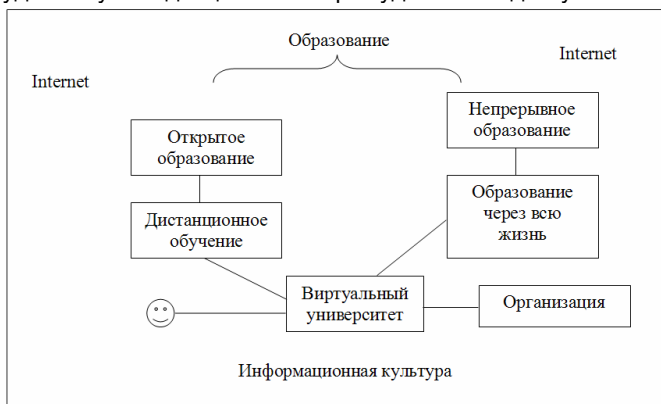 Образование
Internet
Internet
Непрерывное
образование
Открытое
образование
Образование
через всю
жизнь
Дистанционное
обучение
Виртуальный
университет
Организация
Информационная культура